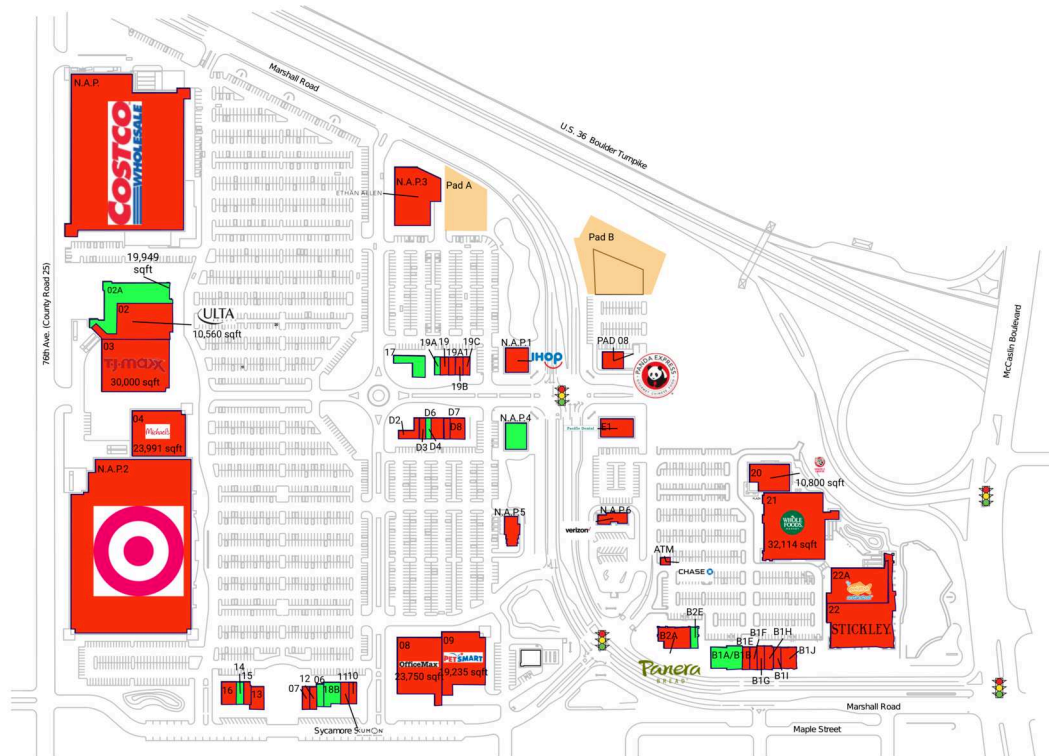 Marshall Road
N.A.P.
COSTCO
WHOLESALE
U.S. 36 Boulder Turnpike
N.A.P.3
ETHAN ALLEN
Pad A
Pad B
76th Ave. (County Road 25)
McCaslin Boulevard
19,949
sqft
02A
02
ULTA
10,560 sqft
03
T.J.maxx
30,000 sqft
17
19A
19
19A1
19B
19C
N.A.P.1
IHOP
PAD 08
PANDA EXPRESS
04
Michaels
23,991 sqft
D2
D3
D6
D4
D7
D8
N.A.P.4
E1
N.A.P.2
20
10,800 sqft
21
WHOLE
FOODS
32,114 sqft
N.A.P.5
N.A.P.6
verizon
ATM
CHASE
22A
22
STICKLEY
B2E
B2A
B1A/B1B
B1E
B1F
B1G
B1H
B1I
B1J
Panera
BREAD
08
OfficeMax
23,750 sqft
09
PETSMART
9,235 sqft
14
15
16
13
12
07
06
18B
11
10
Sycamore S
KUMON
Marshall Road
Maple Street